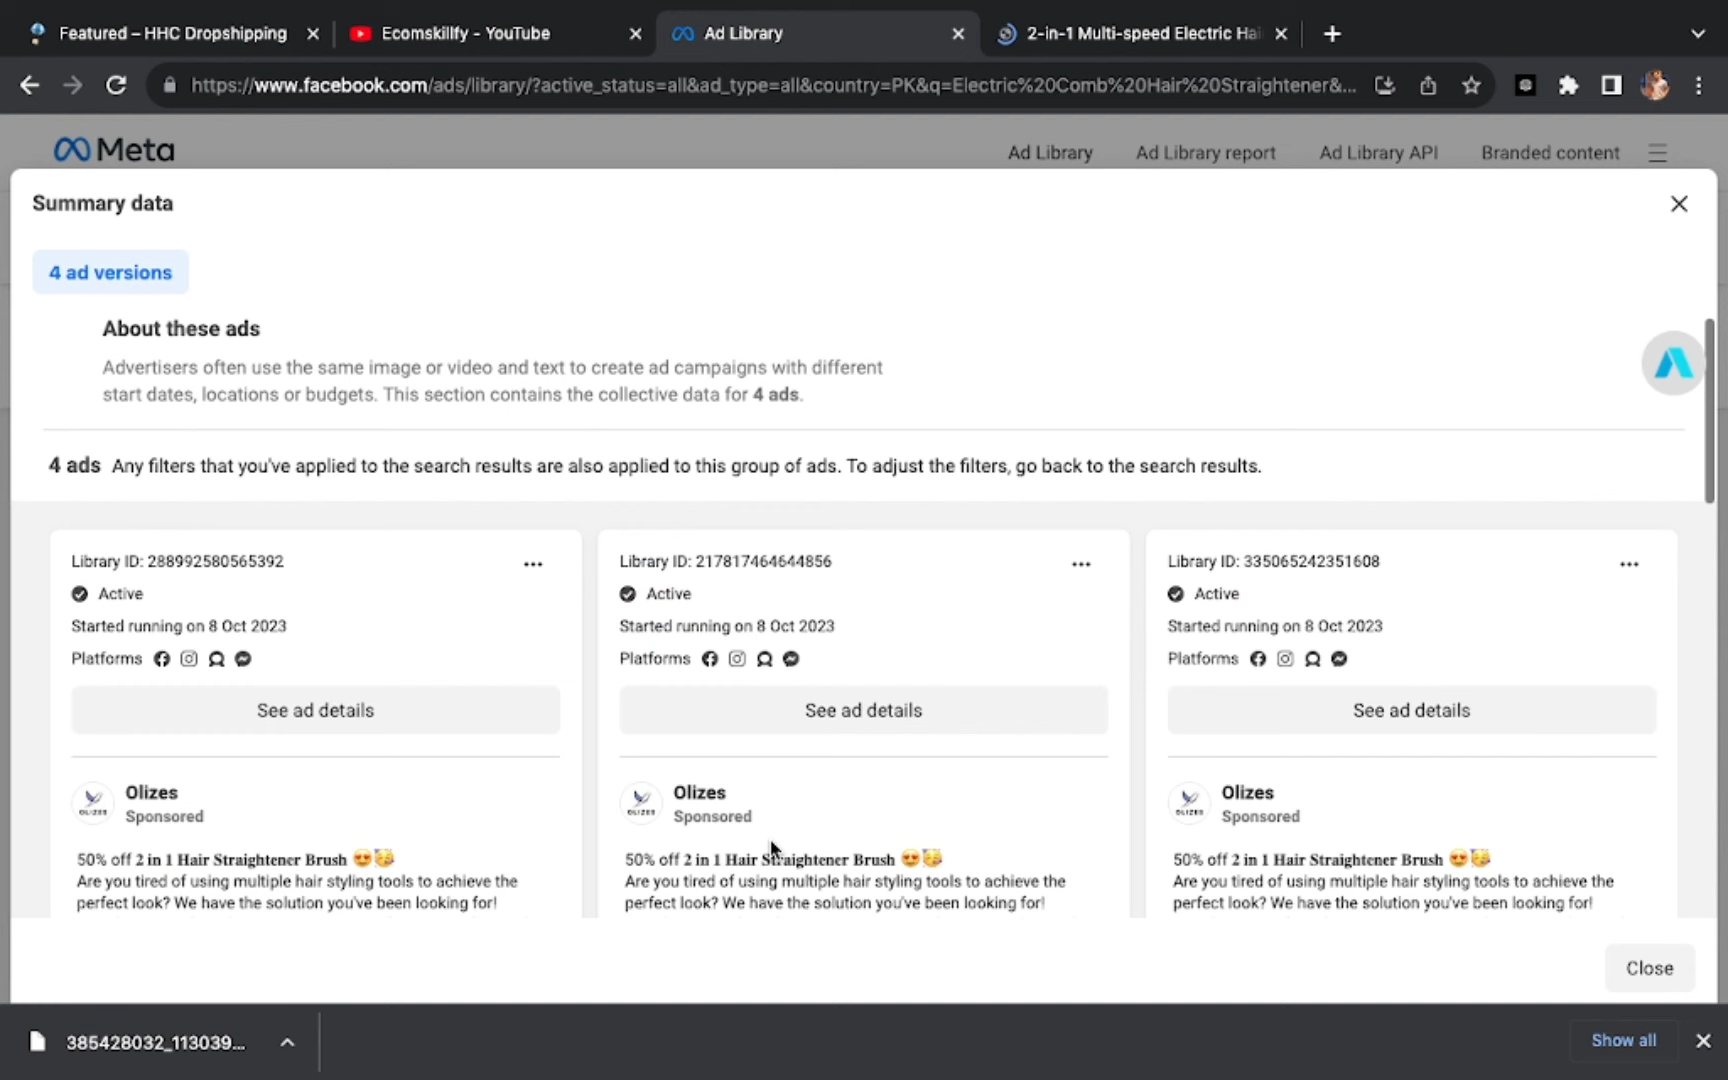 Featured – HHC Dropshipping
Ecomskillfy - YouTube
Ad Library
2-in-1 Multi-speed Electric Hai
https://www.facebook.com/ads/library/?active_status=all&ad_type=all&country=PK&q=Electric%20Comb%20Hair%20Straightener&...
Meta
Ad Library
Ad Library report
Ad Library API
Branded content
Summary data
4 ad versions
About these ads
Advertisers often use the same image or video and text to create ad campaigns with different
start dates, locations or budgets. This section contains the collective data for 4 ads.
4 ads Any filters that you've applied to the search results are also applied to this group of ads. To adjust the filters, go back to the search results.
Library ID: 288992580565392
Active
Started running on 8 Oct 2023
Platforms
See ad details
OLIZES
Olizes
Sponsored
50% off 2 in 1 Hair Straightener Brush 😍🥳
Are you tired of using multiple hair styling tools to achieve the
perfect look? We have the solution you've been looking for!
Library ID: 217817464644856
Active
Started running on 8 Oct 2023
Platforms
See ad details
OLIZES
Olizes
Sponsored
50% off 2 in 1 Hair Straightener Brush 😍🥳
Are you tired of using multiple hair styling tools to achieve the
perfect look? We have the solution you've been looking for!
Library ID: 335065242351608
Active
Started running on 8 Oct 2023
Platforms
See ad details
OLIZES
Olizes
Sponsored
50% off 2 in 1 Hair Straightener Brush 😍🥳
Are you tired of using multiple hair styling tools to achieve the
perfect look? We have the solution you've been looking for!
Close
385428032_113039...
Show all